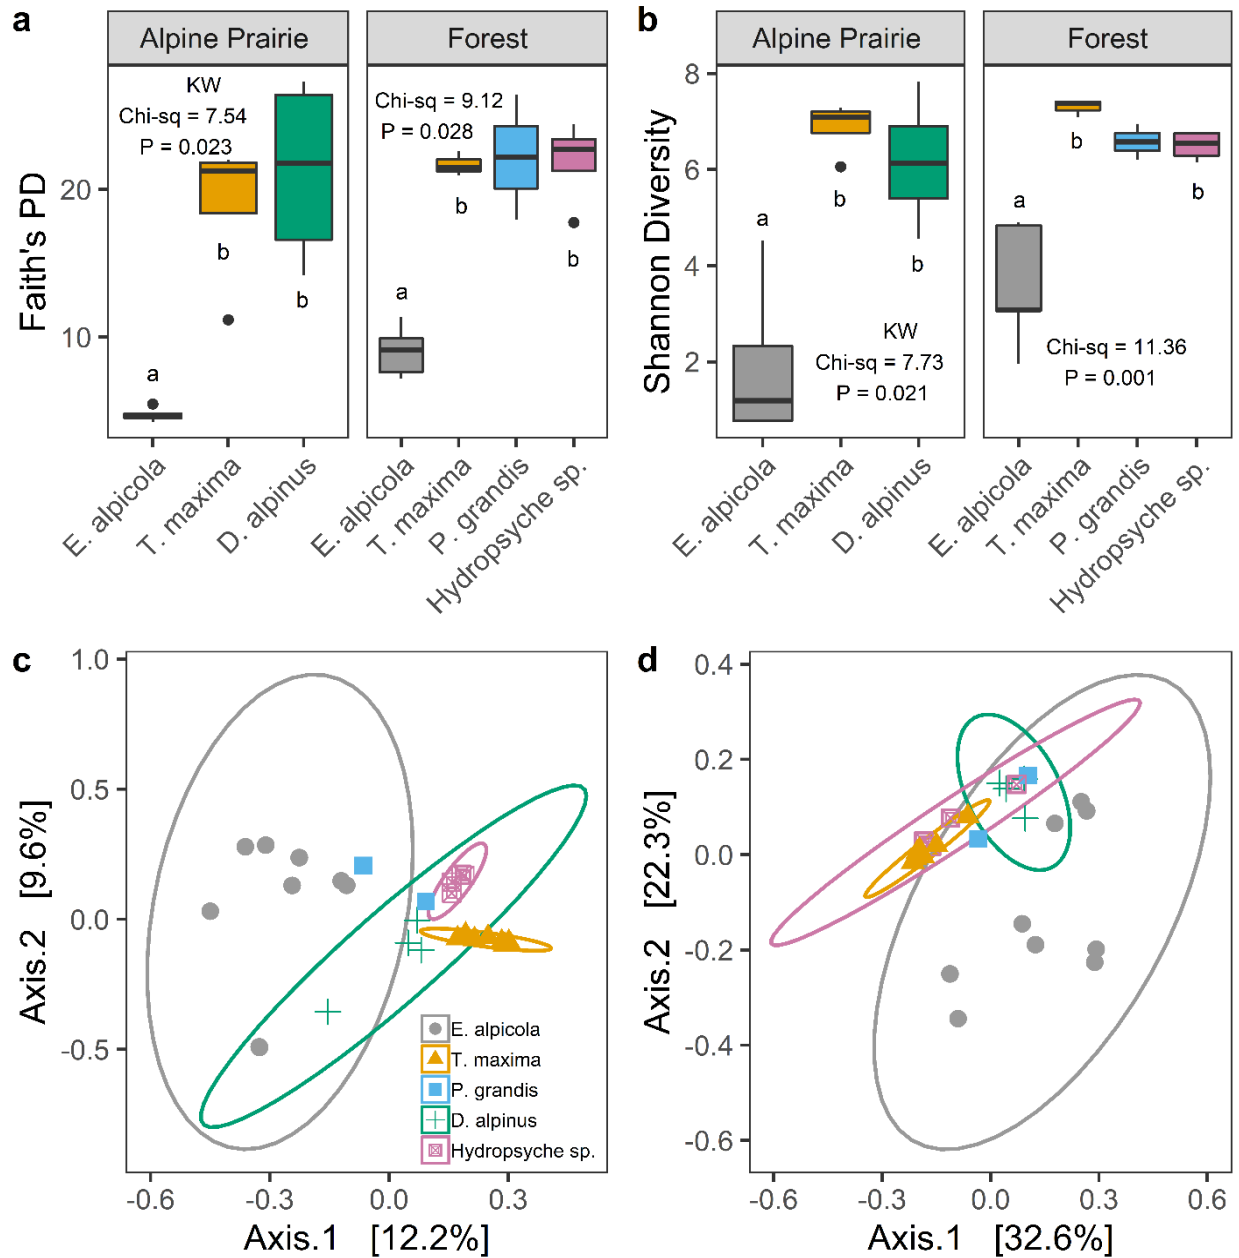 a
Alpine Prairie
Forest
KW
Chi-sq = 7.54
P = 0.023
Chi-sq = 9.12
P = 0.028
a
b
b
a
b
b
Faith's PD
20
10
E. alpicola
T. maxima
D. alpinus
E. alpicola
T. maxima
P. grandis
Hydropsyche sp.
b
Alpine Prairie
Forest
a
b
b
a
b
b
KW
Chi-sq = 7.73
P = 0.021
Chi-sq = 11.36
P = 0.001
Shannon Diversity
8
6
4
2
E. alpicola
T. maxima
D. alpinus
E. alpicola
T. maxima
P. grandis
Hydropsyche sp.
c
Axis.2 [9.6%]
1.0
0.5
0.0
-0.5
E. alpicola
T. maxima
P. grandis
D. alpinus
Hydropsyche sp.
-0.6
-0.3
0.0
0.3
Axis.1 [12.2%]
d
Axis.2 [22.3%]
0.4
0.2
0.0
-0.2
-0.4
-0.6
-0.6
-0.3
0.0
0.3
0.6
Axis.1 [32.6%]